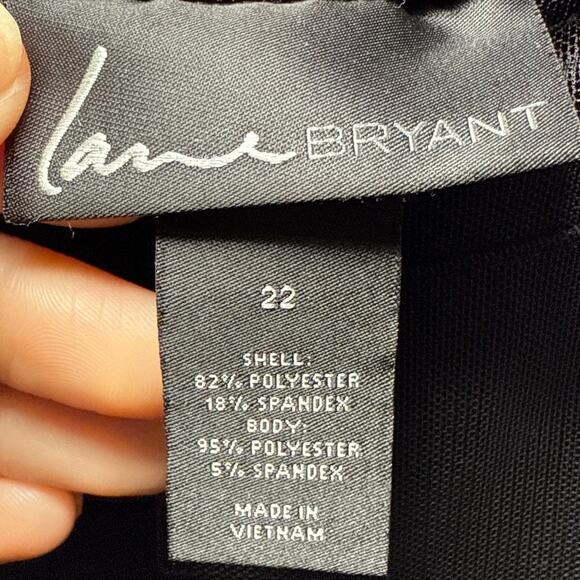 Lane BRYANT
22
SHELL:
82% POLYESTER
18% SPANDEX
BODY:
95% POLYESTER
5% SPANDEX
MADE IN
VIETNAM